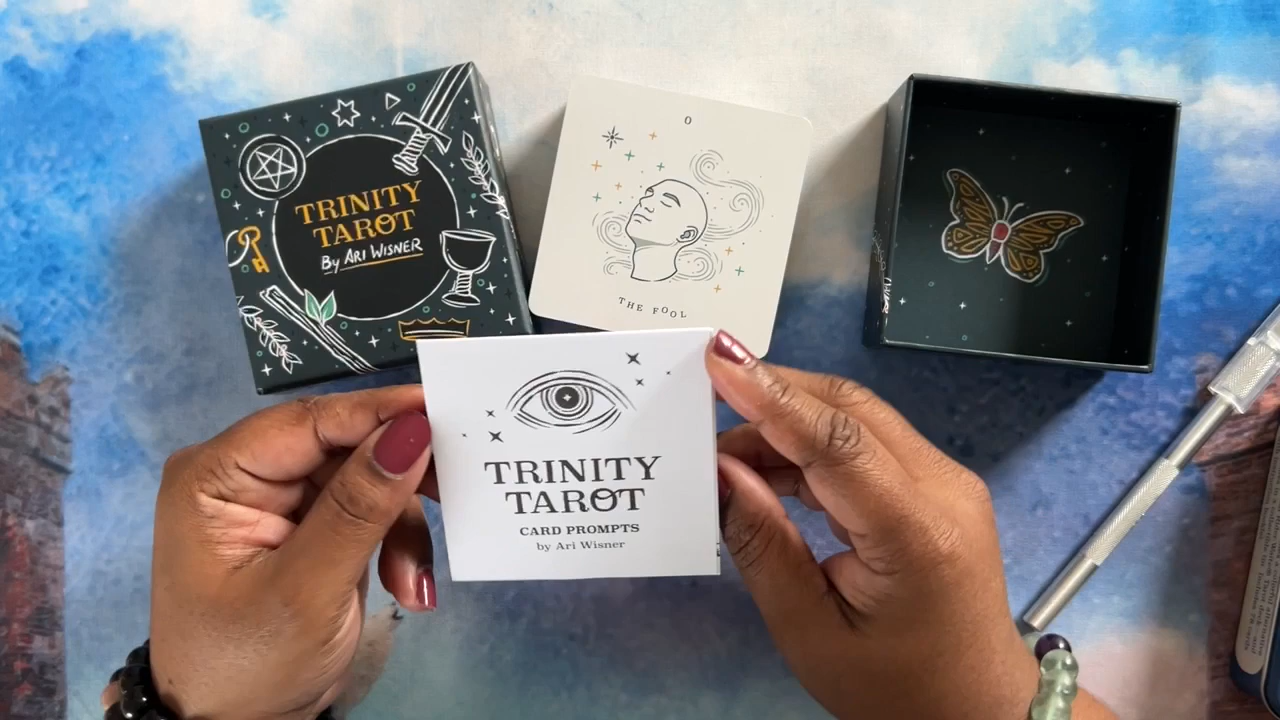 TRINITY
TAROT
By ARI WISNER
0
THE FOOL
TRINITY
TAROT
CARD PROMPTS
by Ari Wisner